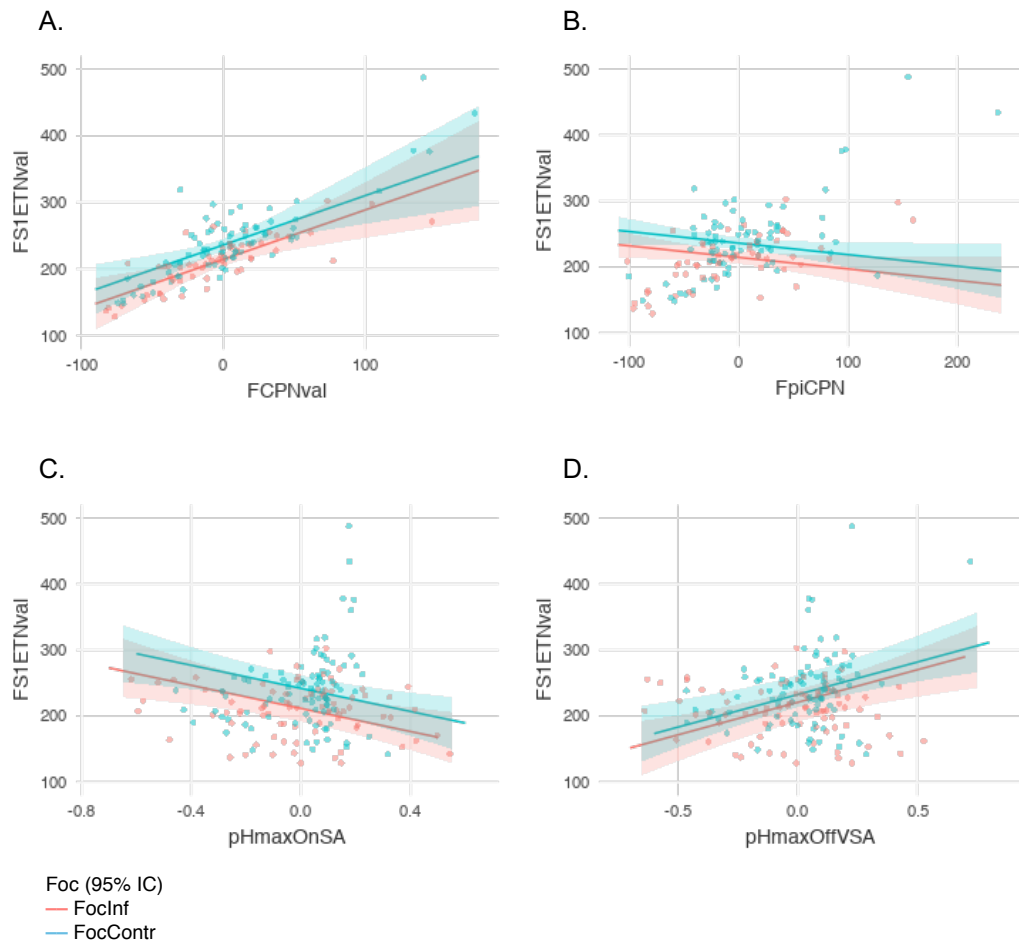 A.
B.
500
400
300
200
100
FS1ETNval
-100
0
100
FCPNval
500
400
300
200
100
FS1ETNval
-100
0
100
200
FpiCPN
C.
D.
500
400
300
200
100
FS1ETNval
-0.8
-0.4
0.0
0.4
pHmaxOnSA
500
400
300
200
100
FS1ETNval
-0.5
0.0
0.5
pHmaxOffVSA
Foc (95% IC)
FocInf
FocContr